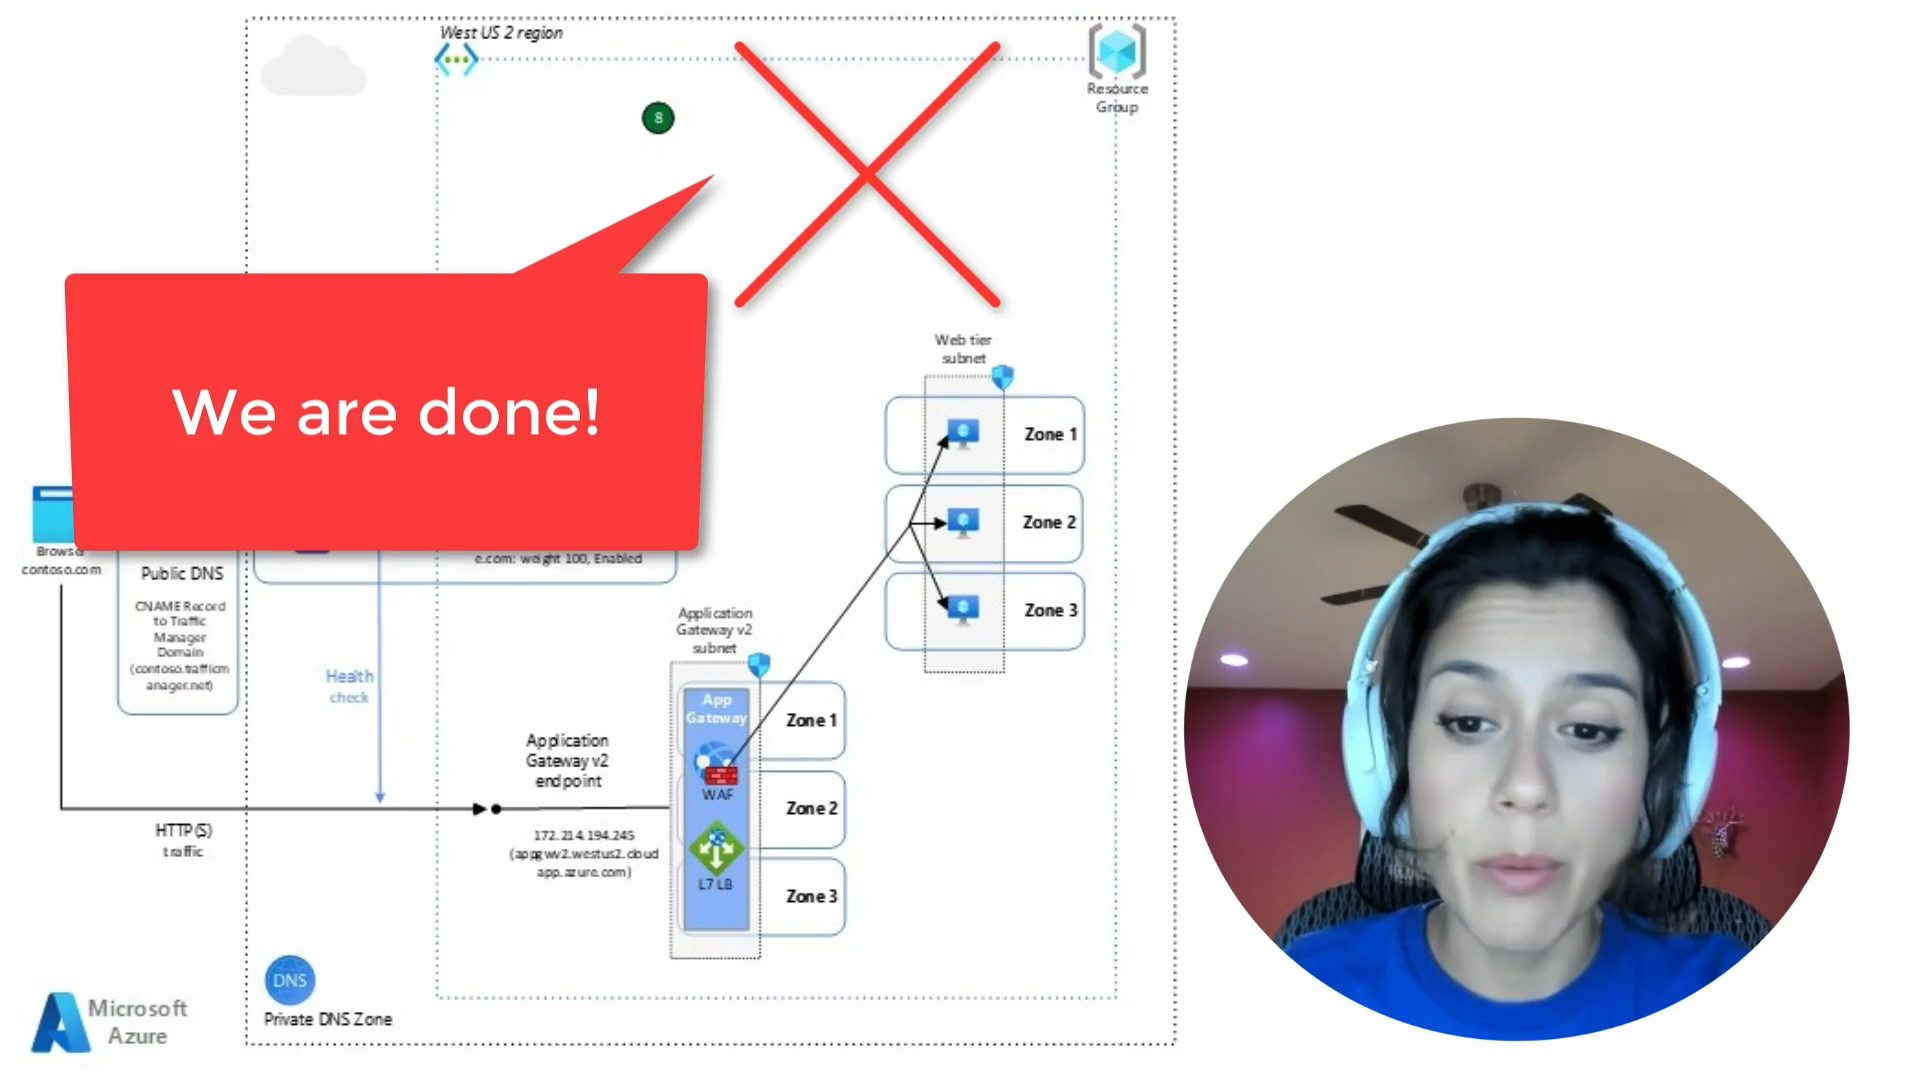 West US 2 region
Resource
Group
8
We are done!
Web tier
subnet
Zone 1
Zone 2
Zone 3
Browser
contoso.com
e.com: weight 100, Enabled
Public DNS
CNAME Record
to Traffic
Manager
Domain
(contoso.trafficm
anager.net)
Health
check
Application
Gateway v2
subnet
App
Gateway
WAF
L7 LB
Zone 1
Zone 2
Zone 3
Application
Gateway v2
endpoint
172.214.194.245
(appgwv2.westus2.cloud
app.azure.com)
HTTP(S)
traffic
DNS
Private DNS Zone
Microsoft
Azure